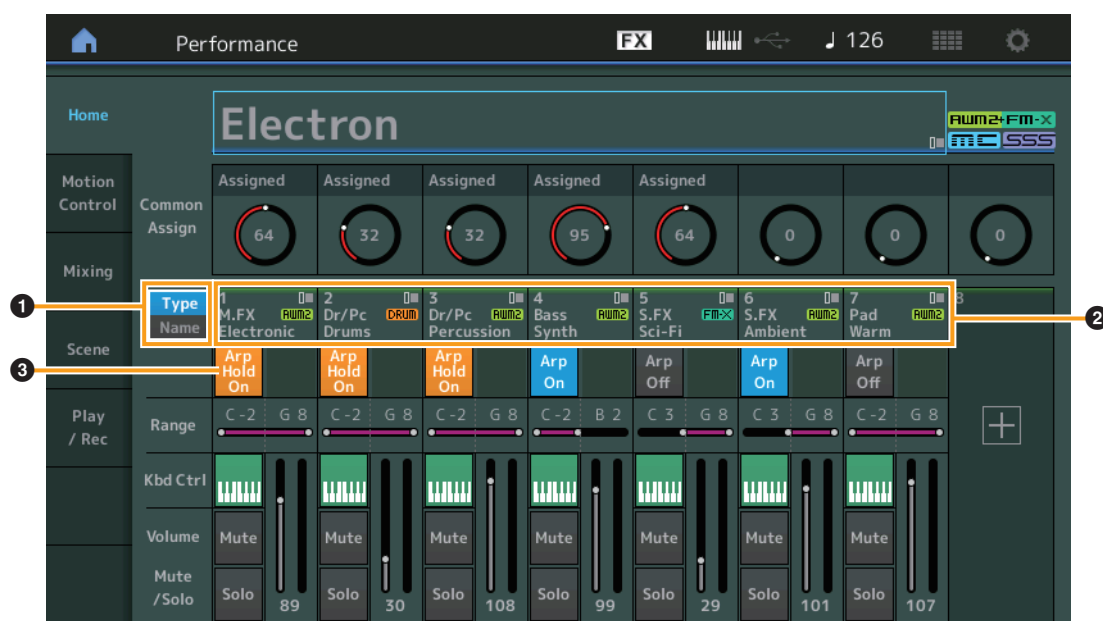 Performance FX 126
Home
Electron
AWM2+FM-X
MC SSS
Motion Control
Common Assign
Assigned Assigned Assigned Assigned Assigned
64 32 32 95 64 0 0 0
Mixing
1 Type 1 2 3 4 5 6 7 8 2
Name
M.FX AWM2 Dr/Pc DRUM Dr/Pc AWM2 Bass AWM2 S.FX FM-X S.FX AWM2 Pad AWM2
Electronic Drums Percussion Synth Sci-Fi Ambient Warm
Scene
3 Arp Hold On Arp Hold On Arp Hold On Arp On Arp Off Arp On Arp Off
Play / Rec
Range C -2 G 8 C -2 G 8 C -2 G 8 C -2 B 2 C 3 G 8 C 3 G 8 C -2 G 8
Kbd Ctrl
Volume Mute Mute Mute Mute Mute Mute Mute
Mute /Solo Solo 89 Solo 30 Solo 108 Solo 99 Solo 29 Solo 101 Solo 107